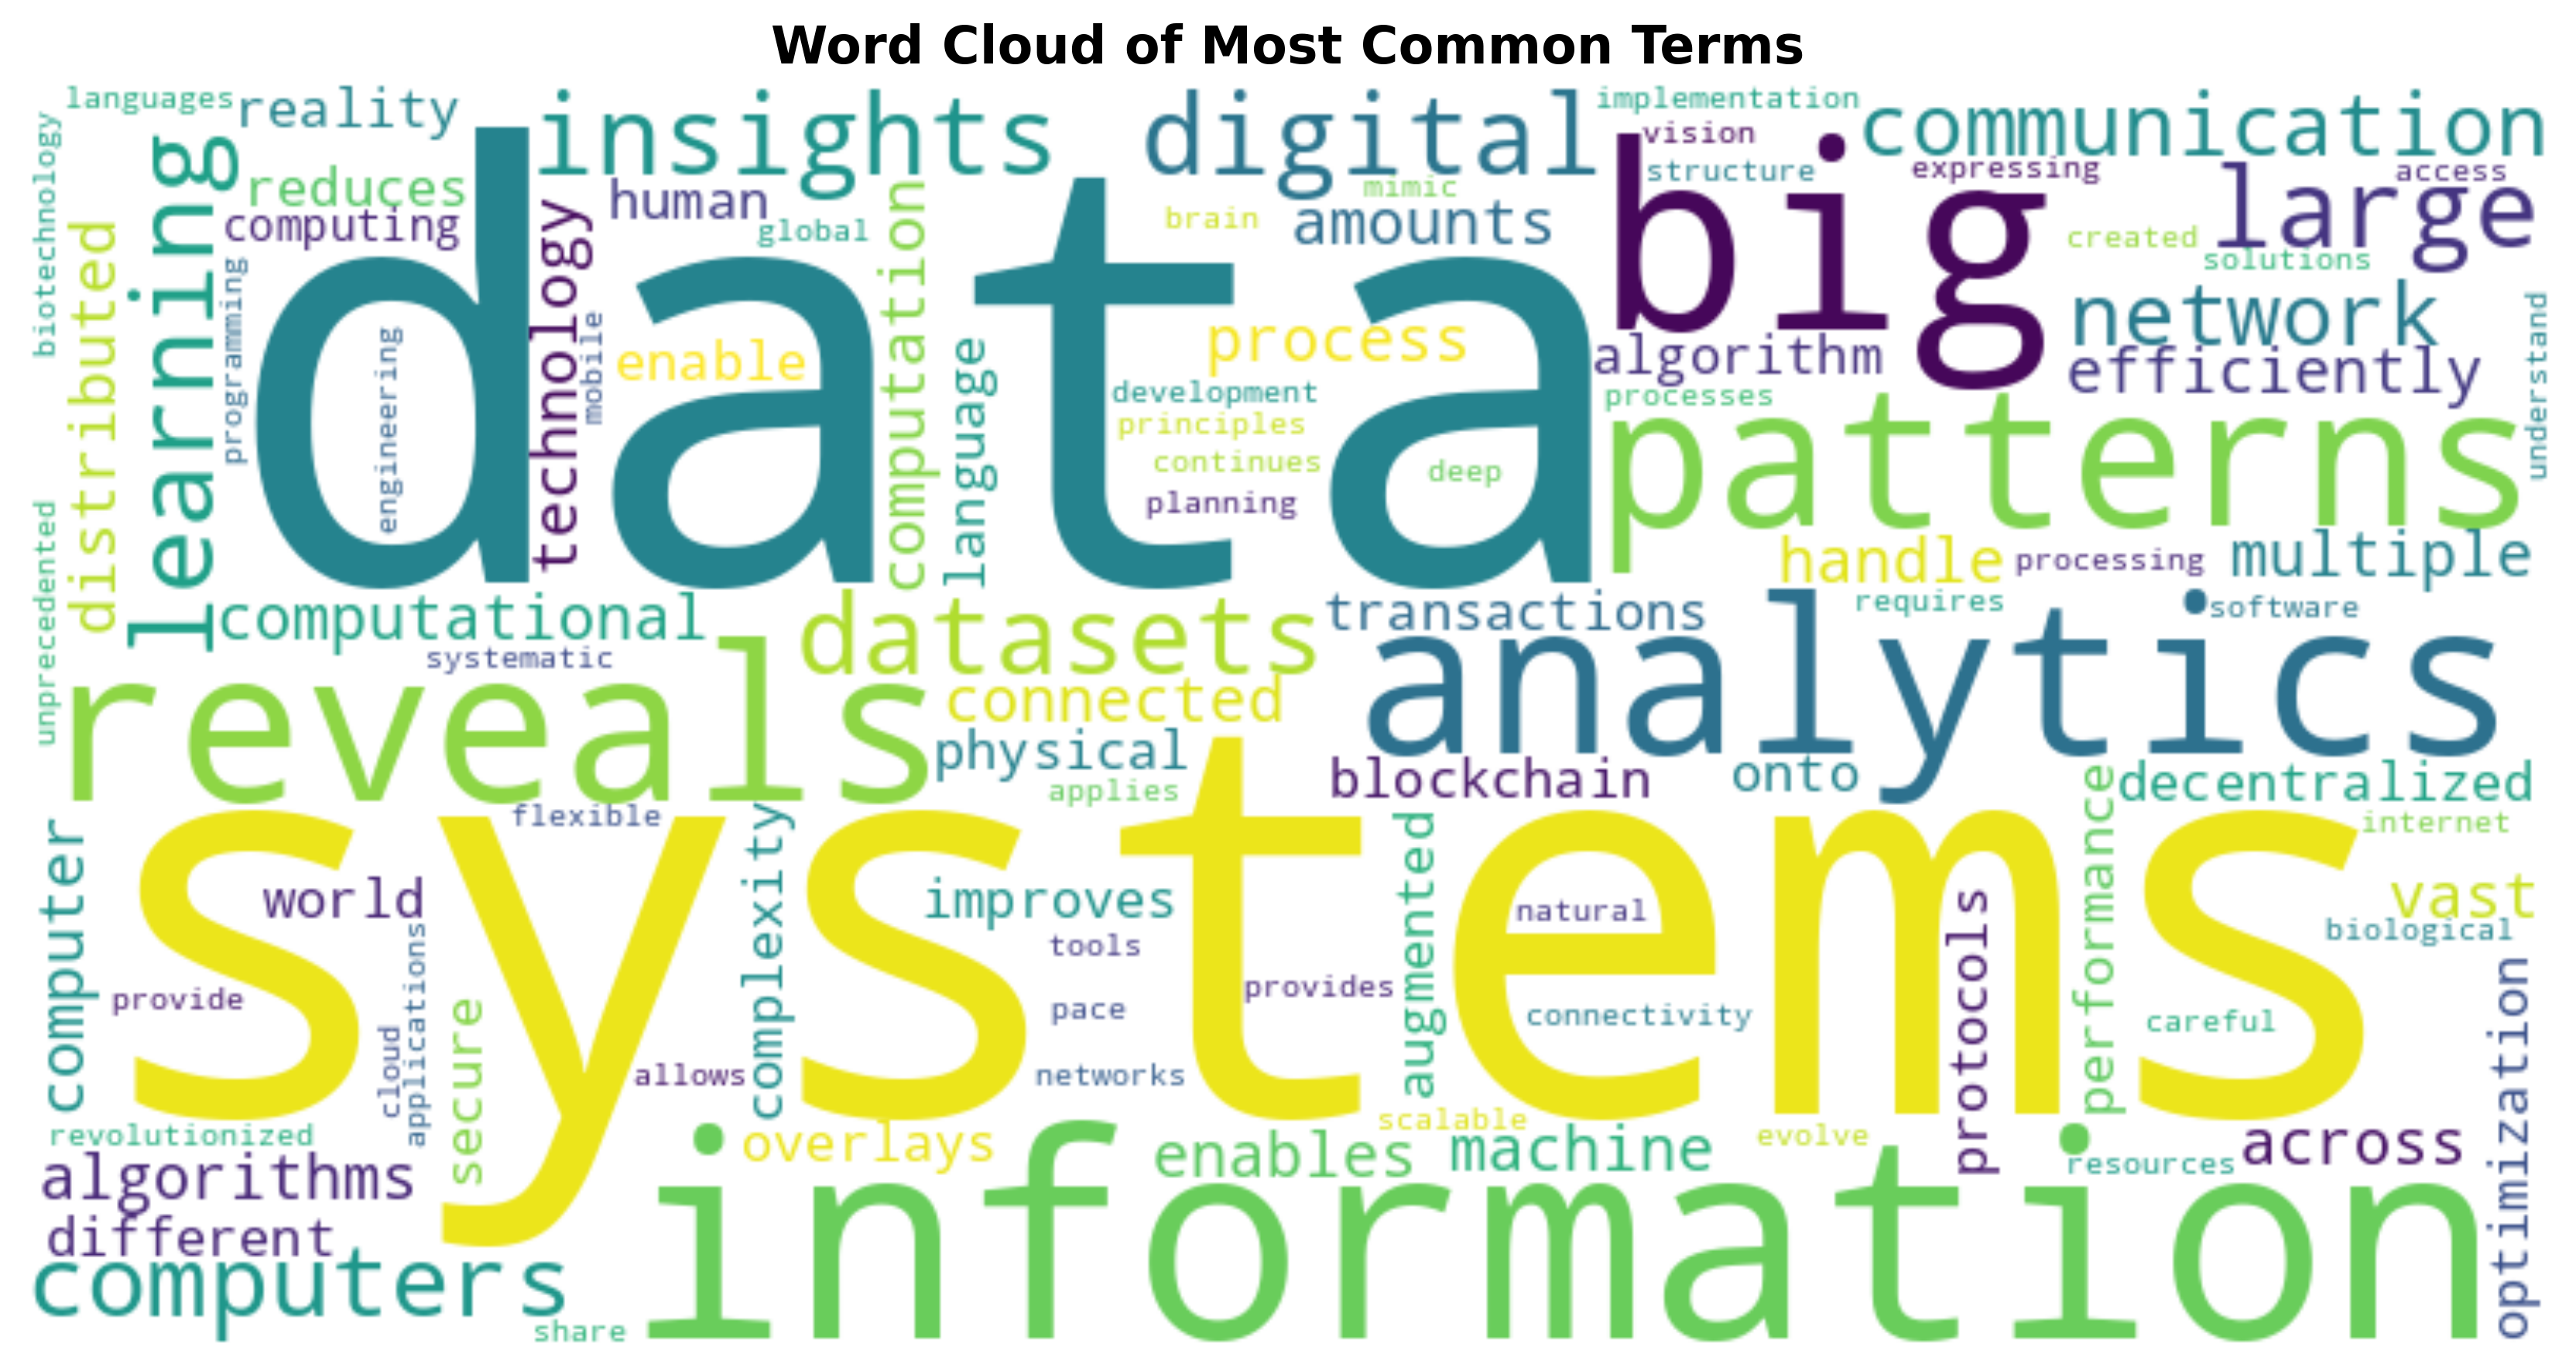 Word Cloud of Most Common Terms
languages
reality
insights
digital
implementation
communication
vision
structure
expressing
access
biotechnology
learning
reduces
human
mimic
big
large
computing
technology
global
computation
brain
amounts
created
solutions
distributed
programming
data
engineering
mobile
enable
language
process
development
principles
continues
deep
planning
algorithm
network
efficiently
processes
understand
patterns
unprecedented
handle
processing
multiple
computational
datasets
transactions
requires
software
systematic
analytics
reveals
connected
physical
applies
blockchain
onto
decentralized
flexible
internet
computer
complexity
augmented
performance
systems
world
improves
natural
vast
biological
tools
protocols
provide
applications
cloud
pace
provides
connectivity
careful
optimization
secure
allows
networks
scalable
revolutionized
overlays
enables
machine
evolve
resources
across
algorithms
different
information
computers
share